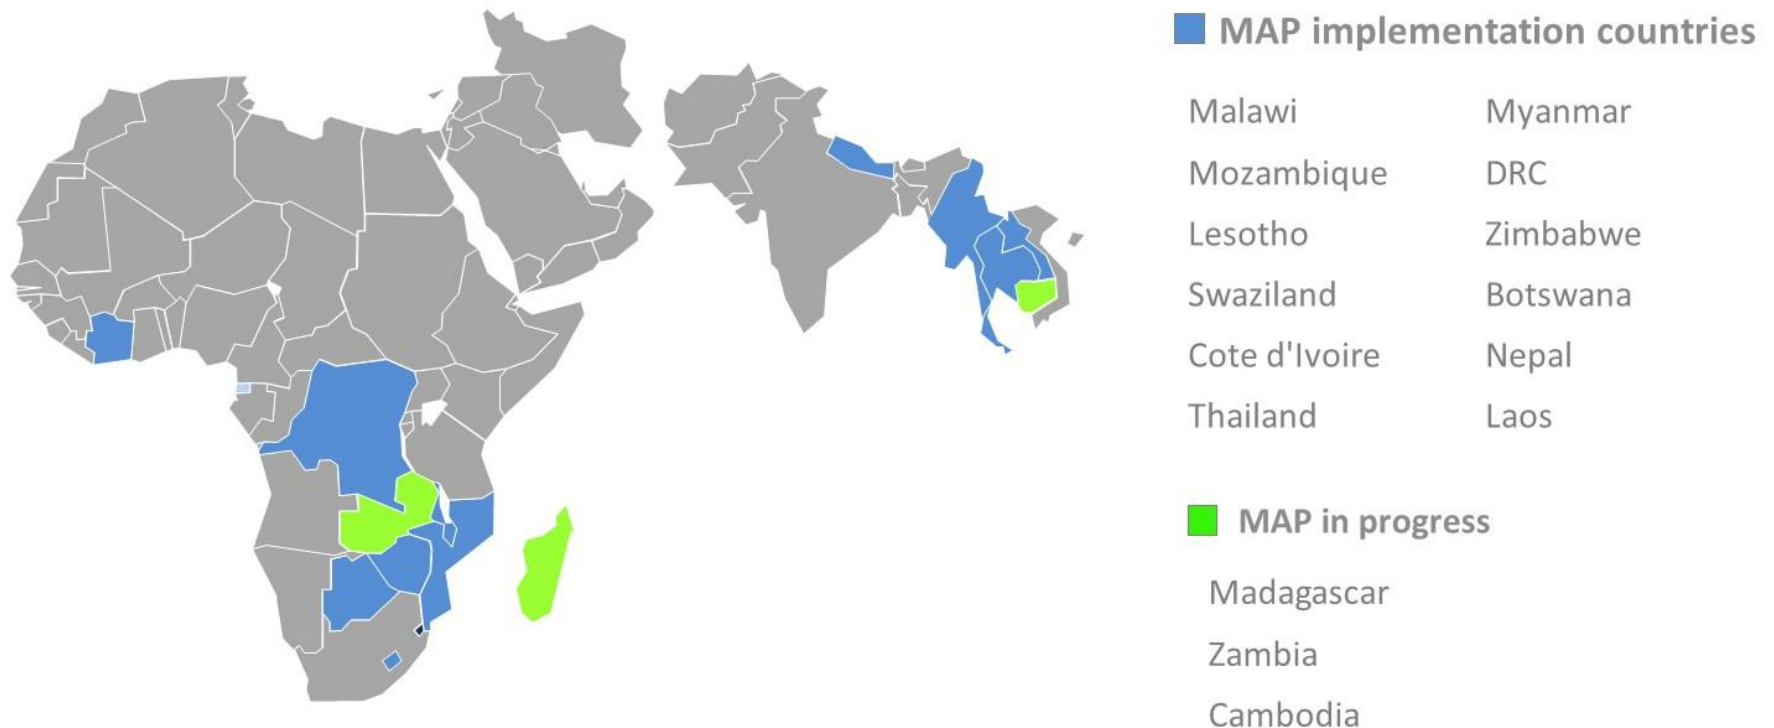 MAP implementation countries
Malawi
Myanmar
Mozambique
DRC
Lesotho
Zimbabwe
Swaziland
Botswana
Cote d'Ivoire
Nepal
Thailand
Laos
MAP in progress
Madagascar
Zambia
Cambodia